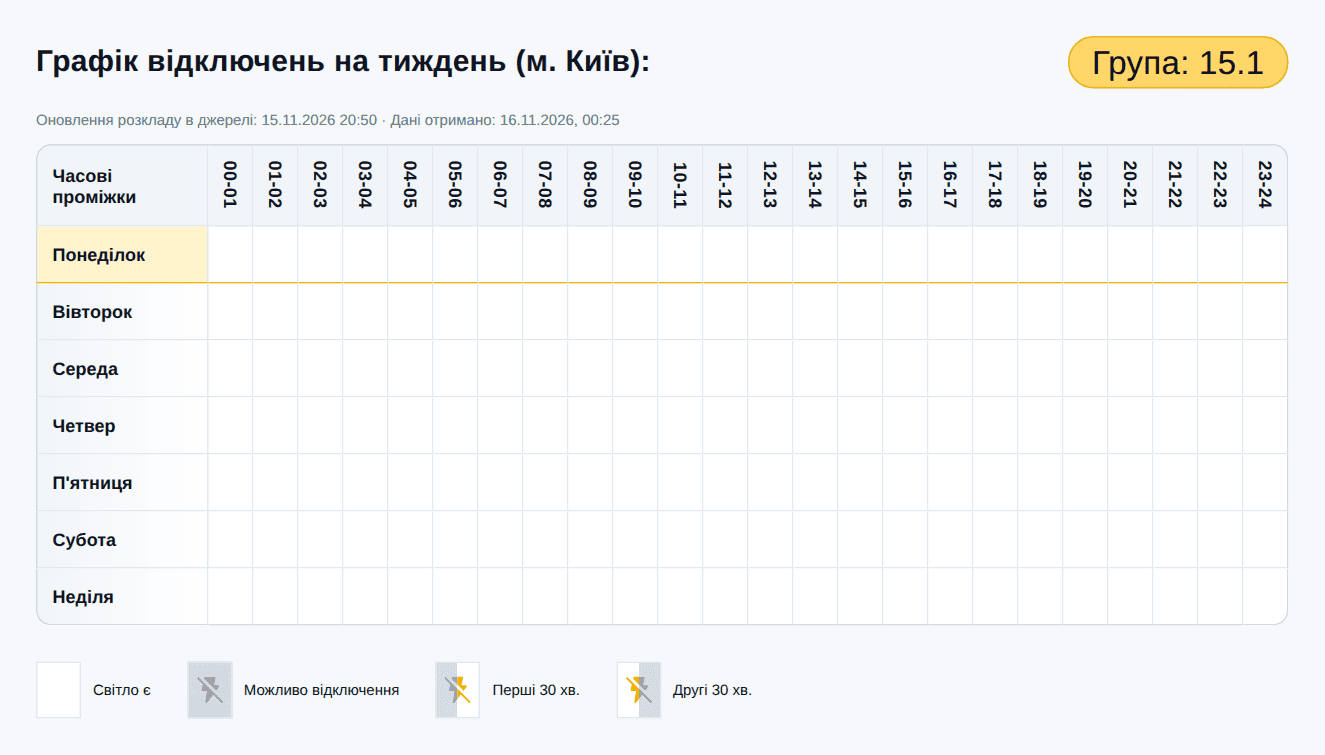 Графік відключень на тиждень (м. Київ):
Група: 15.1
Оновлення розкладу в джерелі: 15.11.2026 20:50 · Дані отримано: 16.11.2026, 00:25
Часові
проміжки
00-01
01-02
02-03
03-04
04-05
05-06
06-07
07-08
08-09
09-10
10-11
11-12
12-13
13-14
14-15
15-16
16-17
17-18
18-19
19-20
20-21
21-22
22-23
23-24
Понеділок
Вівторок
Середа
Четвер
П'ятниця
Субота
Неділя
Світло є
Можливо відключення
Перші 30 хв.
Другі 30 хв.